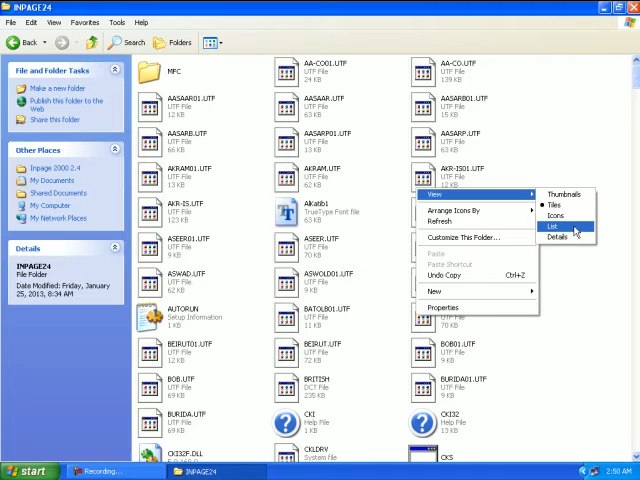 INPAGE24
File Edit View Favorites Tools Help
Back Search Folders
File and Folder Tasks
Make a new folder
Publish this folder to the
Web
Share this folder
Other Places
Inpage 2000 2.4
My Documents
Shared Documents
My Computer
My Network Places
Details
INPAGE24
File Folder
Date Modified: Friday, January
25, 2013, 8:34 AM
MFC
AA-CO01.UTF
UTF File
24 KB
AA-CO.UTF
UTF File
139 KB
AASAAR01.UTF
UTF File
12 KB
AASAAR.UTF
UTF File
63 KB
AASARB01.UTF
UTF File
15 KB
AASARB.UTF
UTF File
66 KB
AASARP01.UTF
UTF File
12 KB
AASARP.UTF
UTF File
63 KB
AKRAM01.UTF
UTF File
13 KB
AKRAM.UTF
UTF File
62 KB
AKR-IS01.UTF
UTF File
AKR-IS.UTF
UTF File
63 KB
AlKatib1
TrueType Font file
ASEER01.UTF
UTF File
9 KB
ASEER.UTF
UTF File
70 KB
ASWAD.UTF
UTF File
62 KB
ASWOLD01.UTF
UTF File
12 KB
AUTORUN
Setup Information
1 KB
BATOLB01.UTF
UTF File
11 KB
70 KB
BEIRUT01.UTF
UTF File
12 KB
BEIRUT.UTF
UTF File
70 KB
BOB01.UTF
UTF File
12 KB
BOB.UTF
UTF File
69 KB
BRITISH
DCT File
235 KB
BURIDA01.UTF
UTF File
12 KB
BURIDA.UTF
UTF File
69 KB
CKI
Help File
1 KB
CKI32
Help File
13 KB
CKI32F.DLL
CKLDRV
System file
CKS
View
Arrange Icons By
Refresh
Customize This Folder...
Paste
Paste Shortcut
Undo Copy Ctrl+Z
New
Properties
Thumbnails
Tiles
Icons
List
Details
start Recording... INPAGE24 2:50 AM